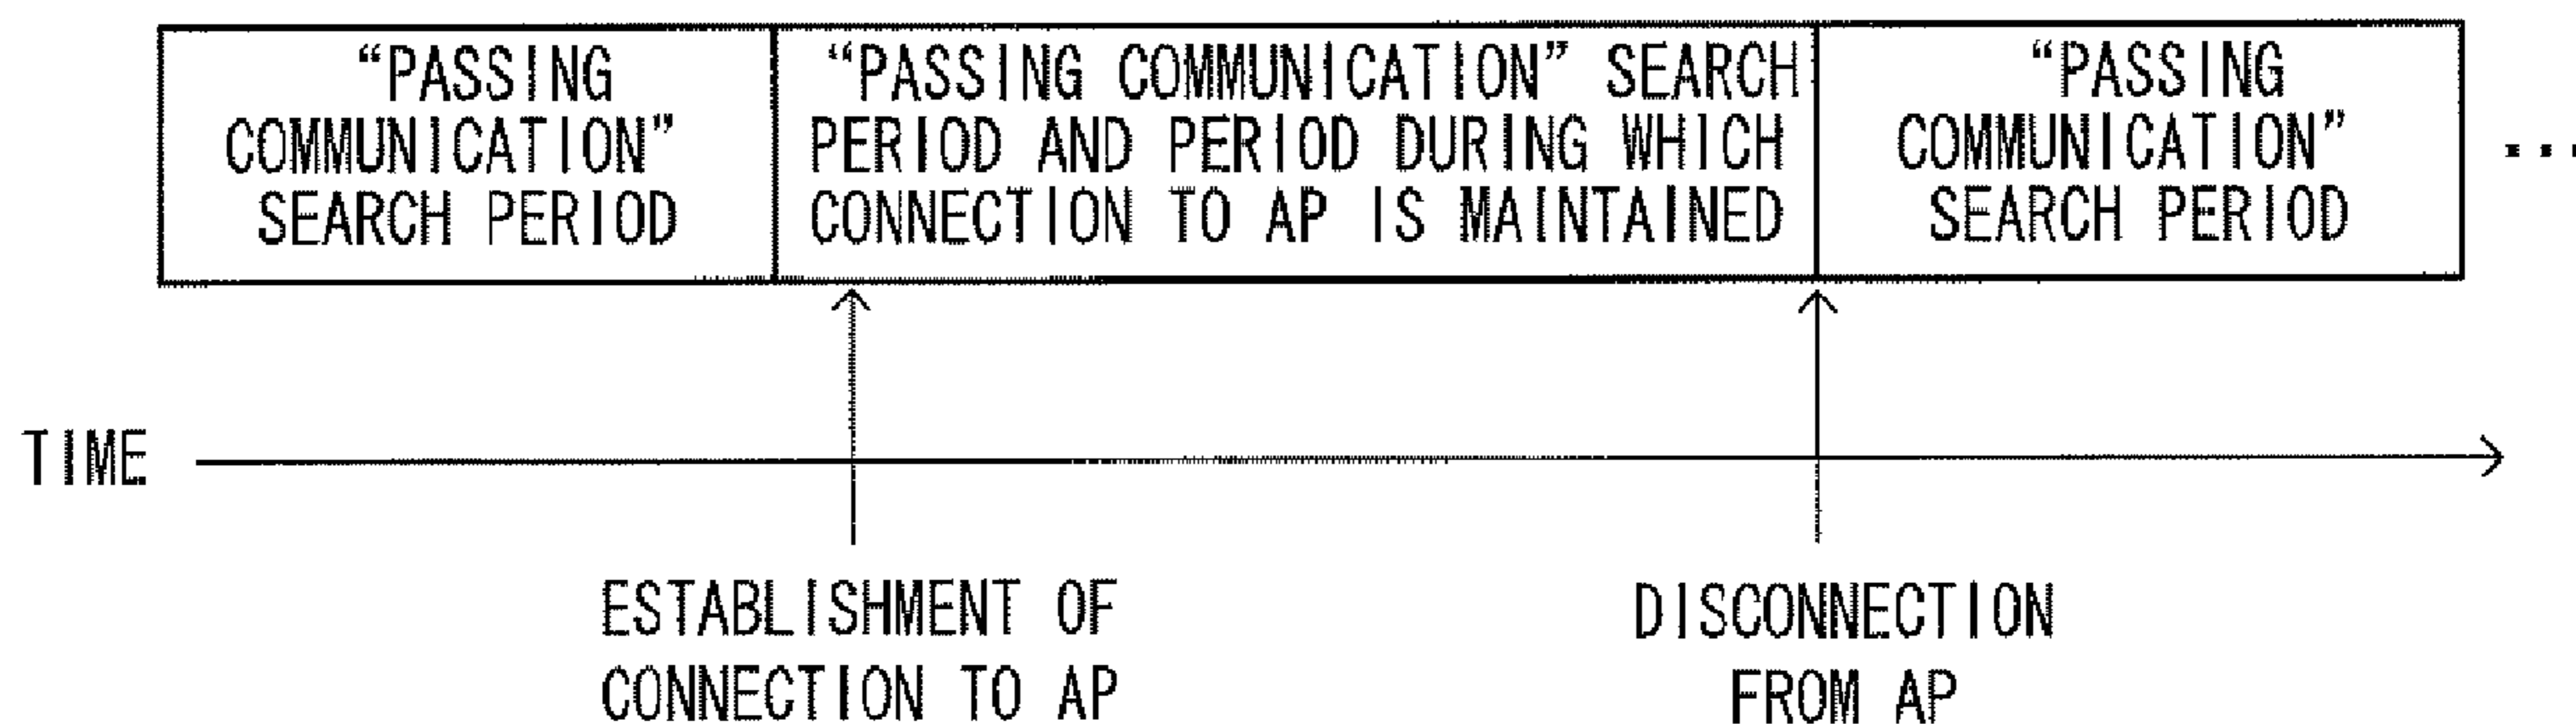 “PASSING
COMMUNICATION”
SEARCH PERIOD
“PASSING COMMUNICATION” SEARCH
PERIOD AND PERIOD DURING WHICH
CONNECTION TO AP IS MAINTAINED
“PASSING
COMMUNICATION”
SEARCH PERIOD
...
TIME
ESTABLISHMENT OF
CONNECTION TO AP
DISCONNECTION
FROM AP